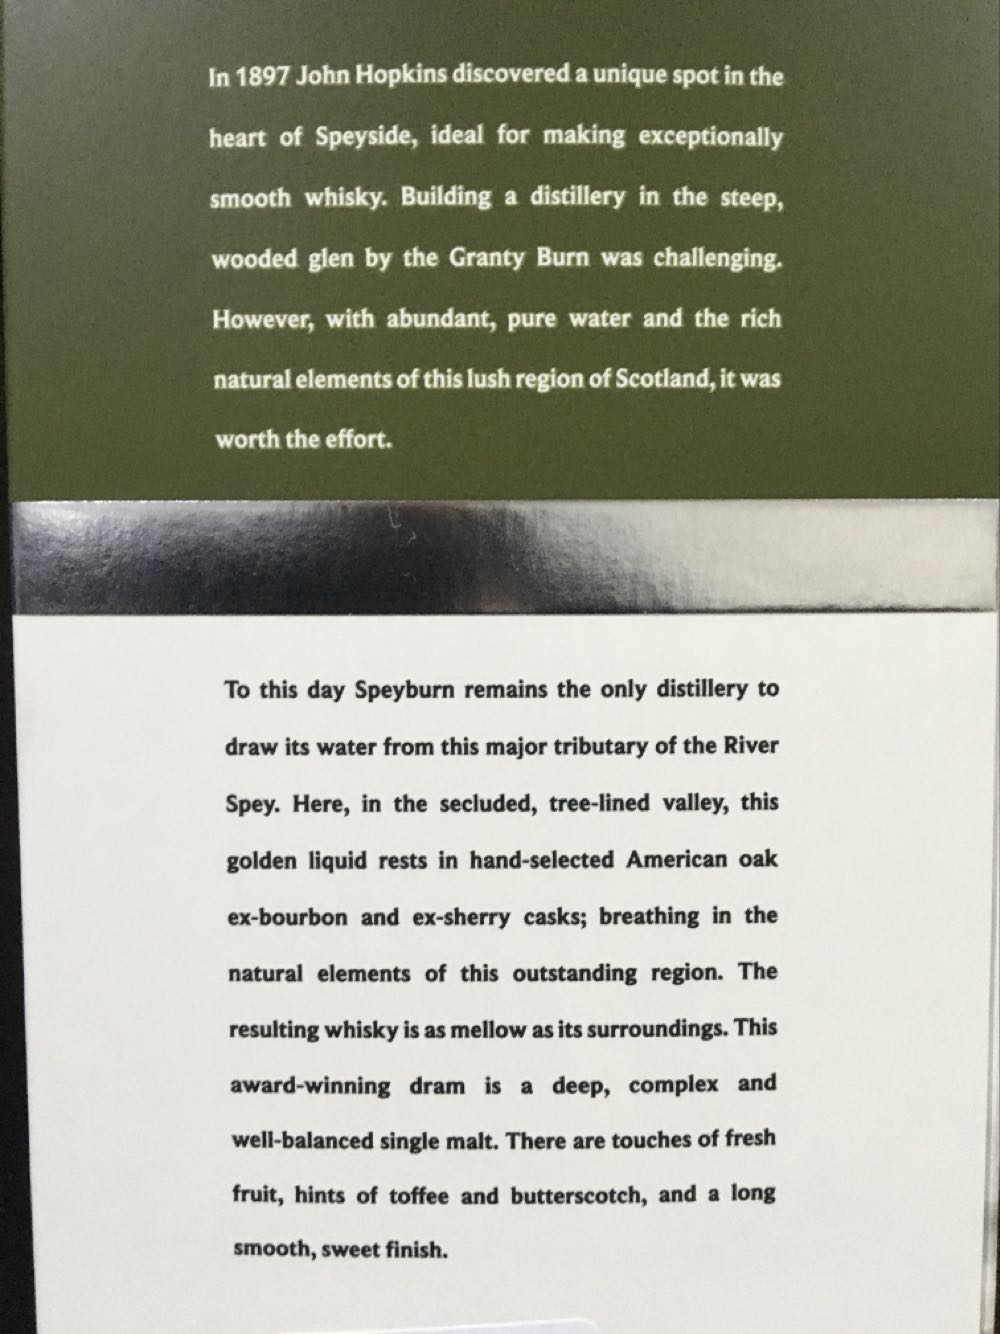 In 1897 John Hopkins discovered a unique spot in the
heart of Speyside, ideal for making exceptionally
smooth whisky. Building a distillery in the steep,
wooded glen by the Granty Burn was challenging.
However, with abundant, pure water and the rich
natural elements of this lush region of Scotland, it was
worth the effort.
To this day Speyburn remains the only distillery to
draw its water from this major tributary of the River
Spey. Here, in the secluded, tree-lined valley, this
golden liquid rests in hand-selected American oak
ex-bourbon and ex-sherry casks; breathing in the
natural elements of this outstanding region. The
resulting whisky is as mellow as its surroundings. This
award-winning dram is a deep, complex and
well-balanced single malt. There are touches of fresh
fruit, hints of toffee and butterscotch, and a long
smooth, sweet finish.